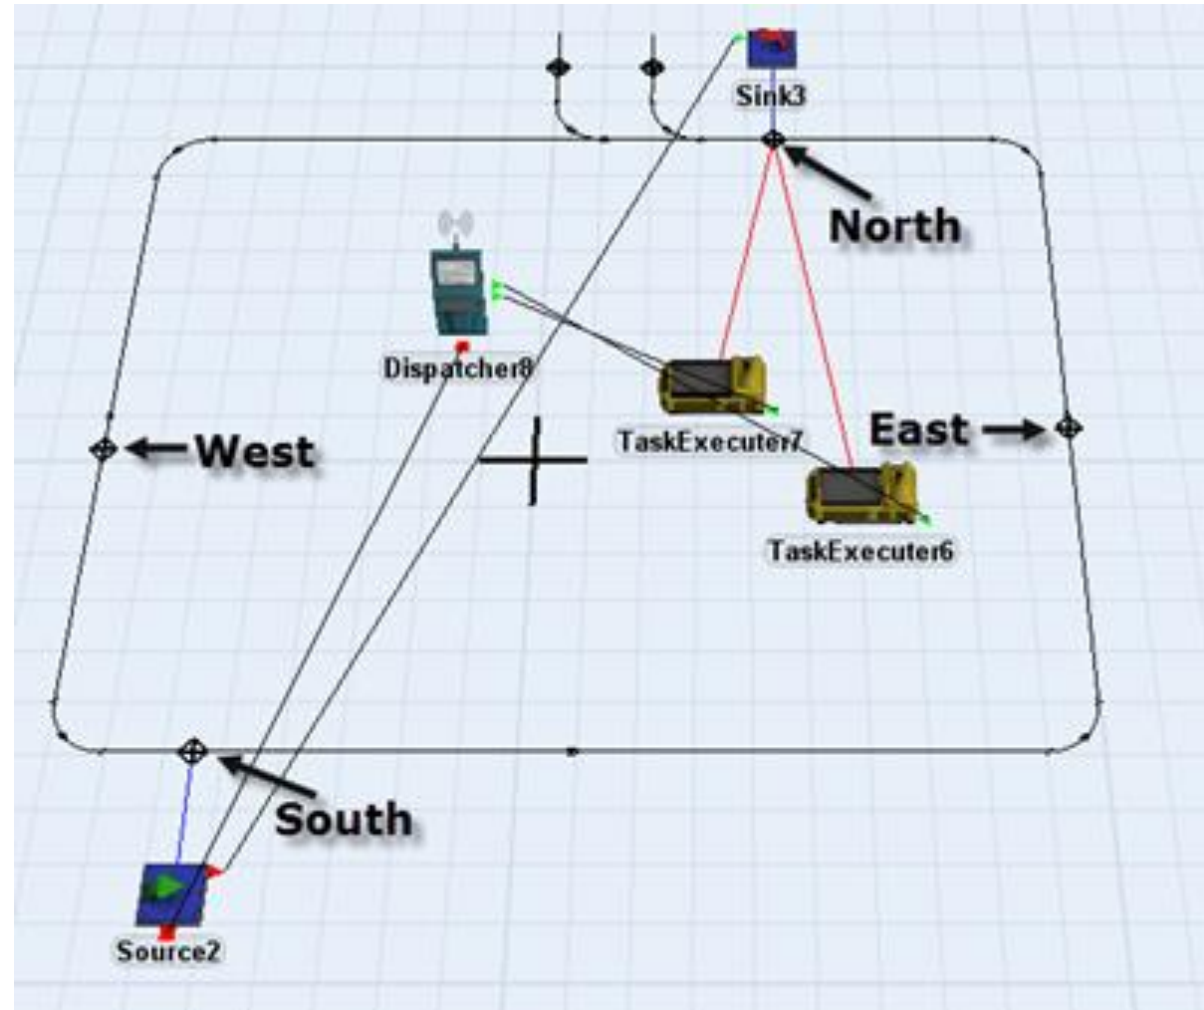 Sink3
North
Dispatcher8
TaskExecuter7
East
West
TaskExecuter6
South
Source2